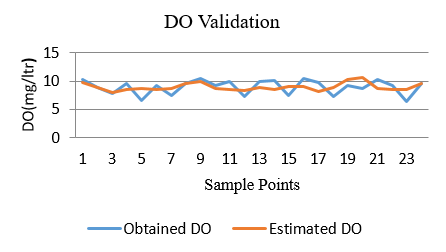 DO Validation
DO(mg/ltr)
15
10
5
0
1 3 5 7 9 11 13 15 17 19 21 23
Sample Points
Obtained DO Estimated DO